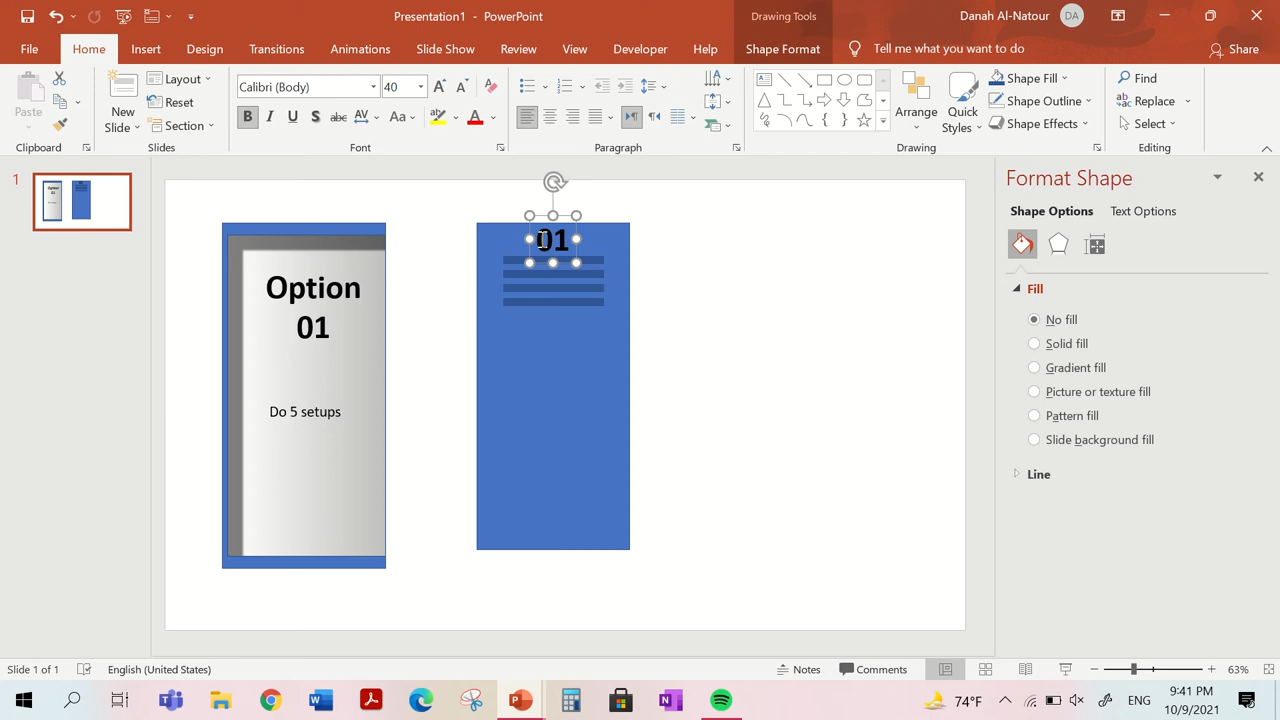 Presentation1 - PowerPoint
Drawing Tools
Danah Al-Natour
DA
File
Home
Insert
Design
Transitions
Animations
Slide Show
Review
View
Developer
Help
Shape Format
Tell me what you want to do
Share
Paste
Clipboard
New
Slide
Layout
Reset
Section
Slides
Calibri (Body)
40
Font
Paragraph
Arrange
Quick
Styles
Shape Fill
Shape Outline
Shape Effects
Drawing
Find
Replace
Select
Editing
1
Option
01
Do 5 setups
01
Format Shape
Shape Options
Text Options
Fill
No fill
Solid fill
Gradient fill
Picture or texture fill
Pattern fill
Slide background fill
Line
Slide 1 of 1
English (United States)
Notes
Comments
63%
74°F
ENG
9:41 PM
10/9/2021